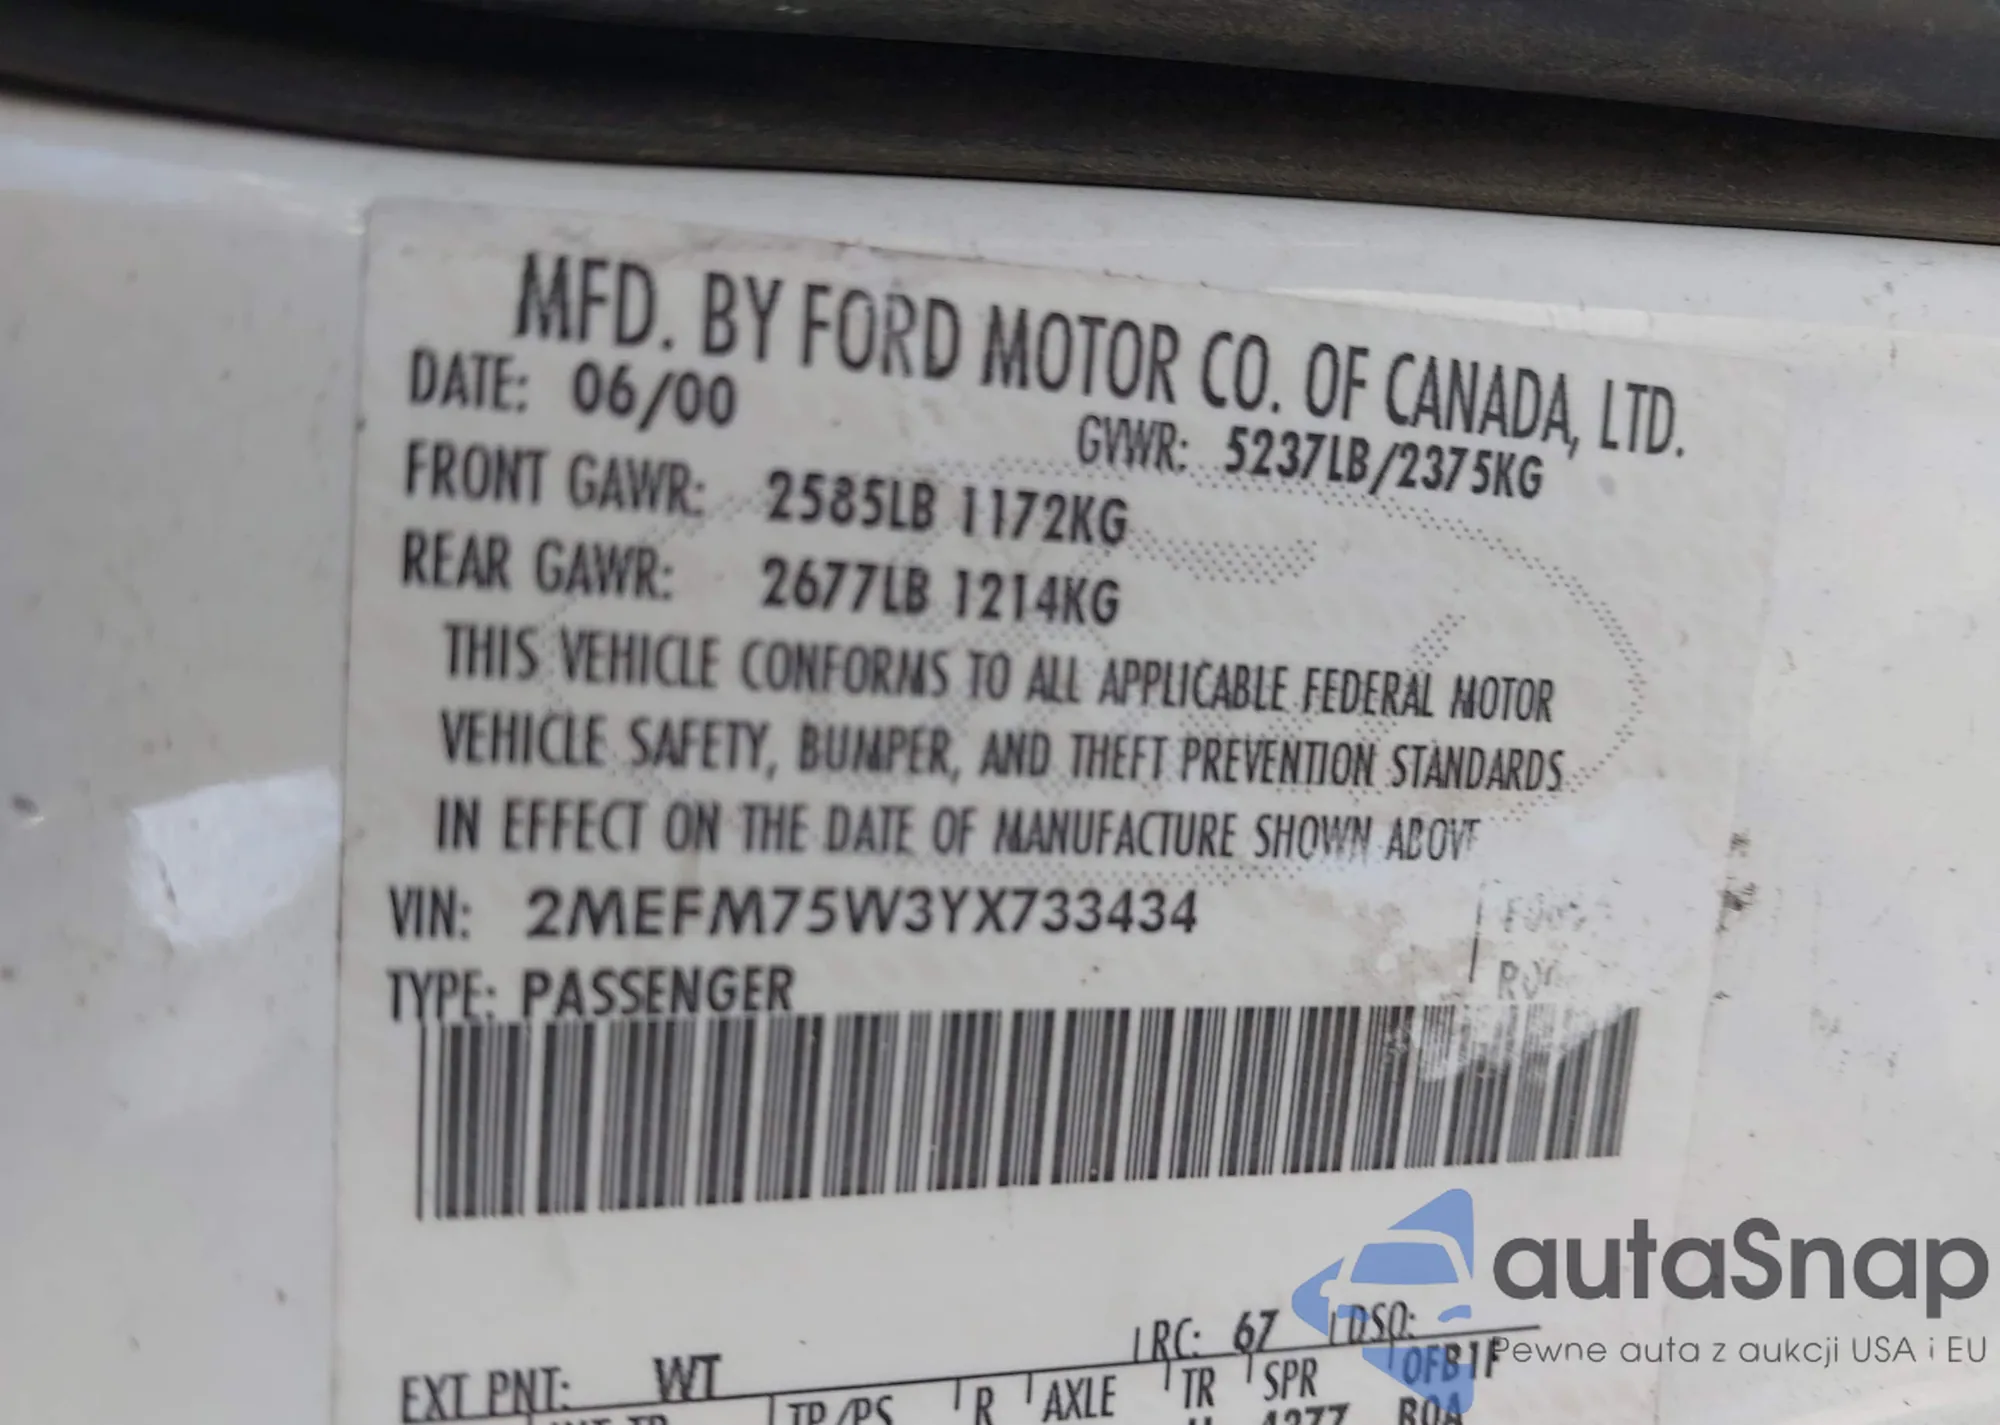 MFD. BY FORD MOTOR CO. OF CANADA, LTD.
DATE: 06/00
GVWR: 5237LB/2375KG
FRONT GAWR: 2585LB 1172KG
REAR GAWR: 2677LB 1214KG
THIS VEHICLE CONFORMS TO ALL APPLICABLE FEDERAL MOTOR
VEHICLE SAFETY, BUMPER, AND THEFT PREVENTION STANDARDS
IN EFFECT ON THE DATE OF MANUFACTURE SHOWN ABOVE
VIN: 2MEFM75W3YX733434
TYPE: PASSENGER
EXT PNT: WT
RC: 67
DSO:
TP/PS
R
AXLE
TR
SPR
autaSnap
Pewne auta z aukcji USA i EU